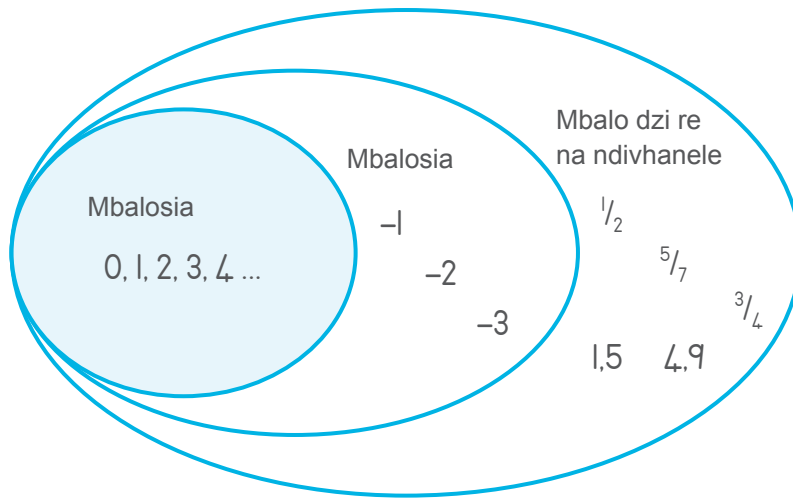 Mbalo dzi re
na ndivhanele
Mbalosia
Mbalosia
0, 1, 2, 3, 4 ...
–1
–2
–3
1/2
5/7
3/4
1,5
4,9